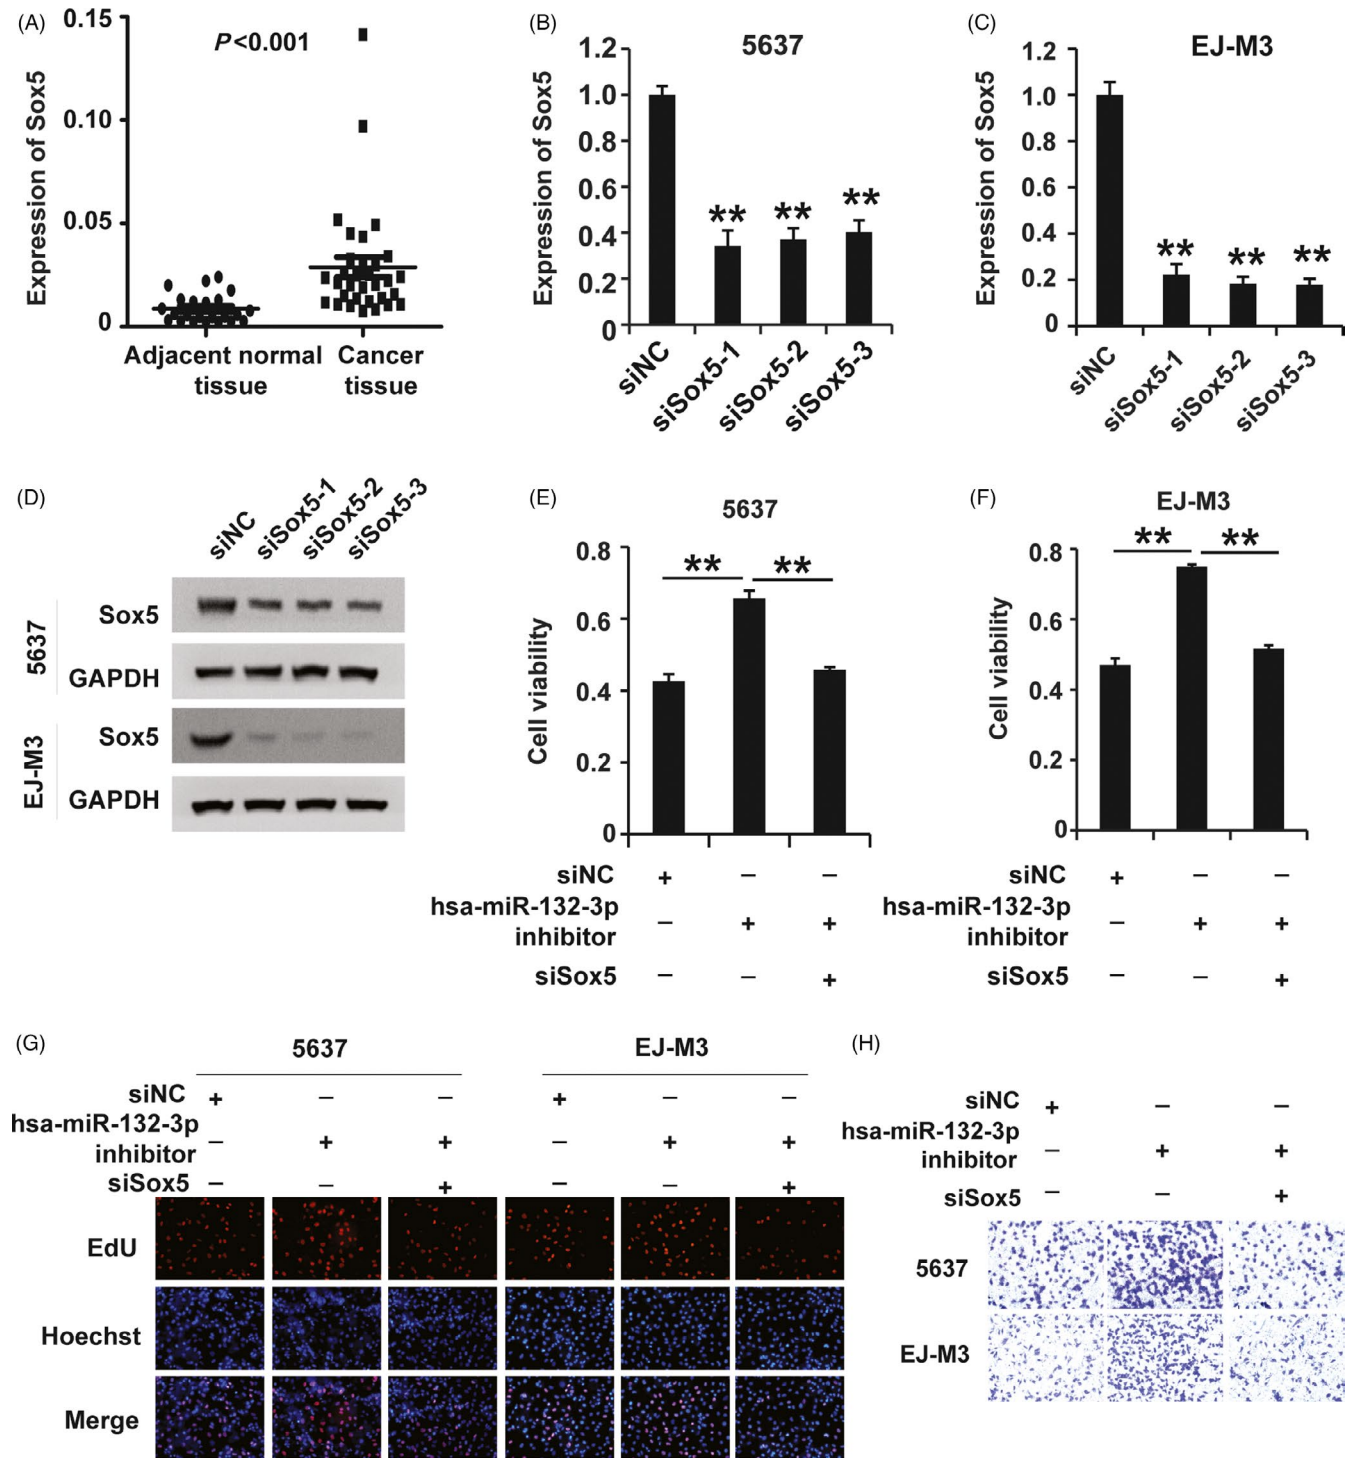 (A)
0.15
0.10
0.05
0
Expression of Sox5
P<0.001
Adjacent normal
tissue
Cancer
tissue
(B)
5637
1.2
1.0
0.8
0.6
0.4
0.2
0
Expression of Sox5
**
**
**
siNC
siSox5-1
siSox5-2
siSox5-3
(C)
EJ-M3
1.2
1.0
0.8
0.6
0.4
0.2
0
Expression of Sox5
**
**
**
siNC
siSox5-1
siSox5-2
siSox5-3
(D)
siNC
siSox5-1
siSox5-2
siSox5-3
5637
Sox5
GAPDH
EJ-M3
Sox5
GAPDH
(E)
5637
0.8
0.6
0.4
0.2
0
Cell viability
**
**
siNC + – –
hsa-miR-132-3p
inhibitor – + +
siSox5 – – +
(F)
EJ-M3
0.8
0.6
0.4
0.2
0
Cell viability
**
**
siNC + – –
hsa-miR-132-3p
inhibitor – + +
siSox5 – – +
(G)
5637
EJ-M3
siNC + – – + – –
hsa-miR-132-3p
inhibitor – + + – + +
siSox5 – – + – – +
EdU
Hoechst
Merge
(H)
siNC + – –
hsa-miR-132-3p
inhibitor – + +
siSox5 – – +
5637
EJ-M3